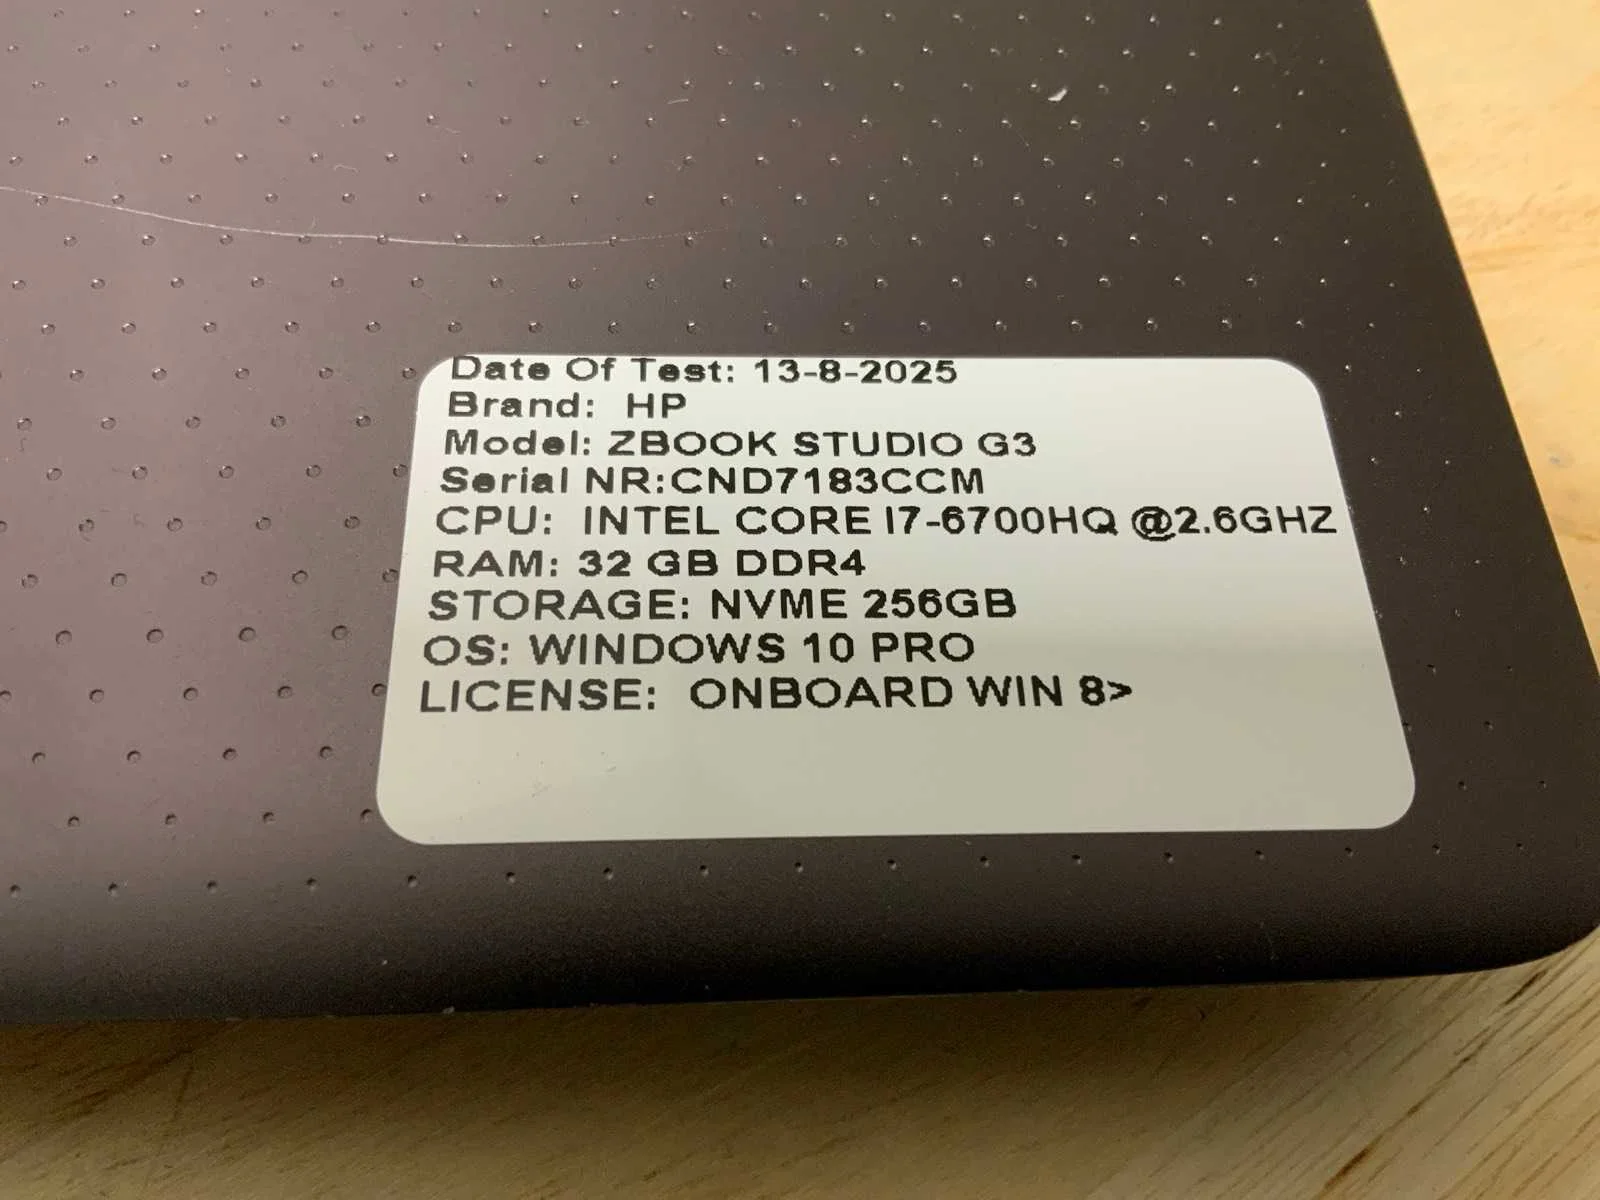 Date Of Test: 13-8-2025
Brand:  HP
Model: ZBOOK STUDIO G3
Serial NR:CND7183CCM
CPU:  INTEL CORE I7-6700HQ @2.6GHZ
RAM: 32 GB DDR4
STORAGE: NVME 256GB
OS: WINDOWS 10 PRO
LICENSE:  ONBOARD WIN 8>